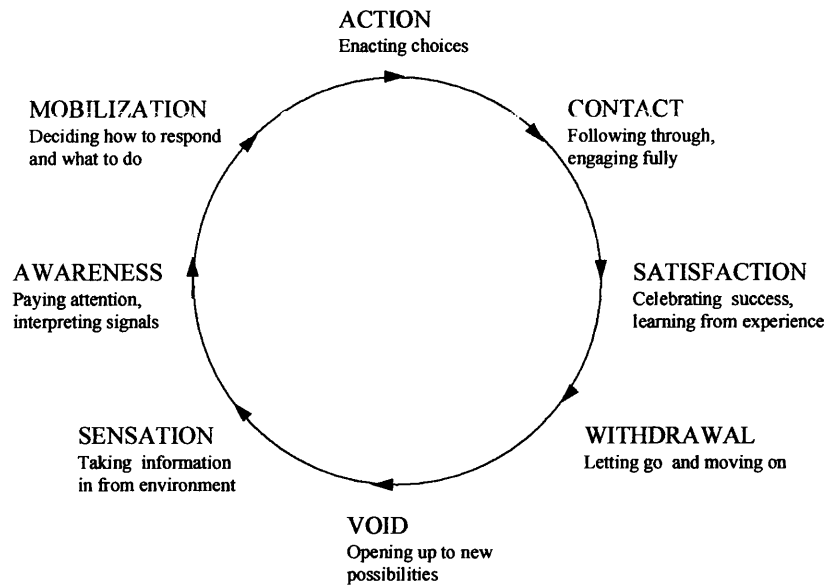 ACTION
Enacting choices
MOBILIZATION
Deciding how to respond
and what to do
CONTACT
Following through,
engaging fully
AWARENESS
Paying attention,
interpreting signals
SATISFACTION
Celebrating success,
learning from experience
SENSATION
Taking information
in from environment
WITHDRAWAL
Letting go and moving on
VOID
Opening up to new
possibilities